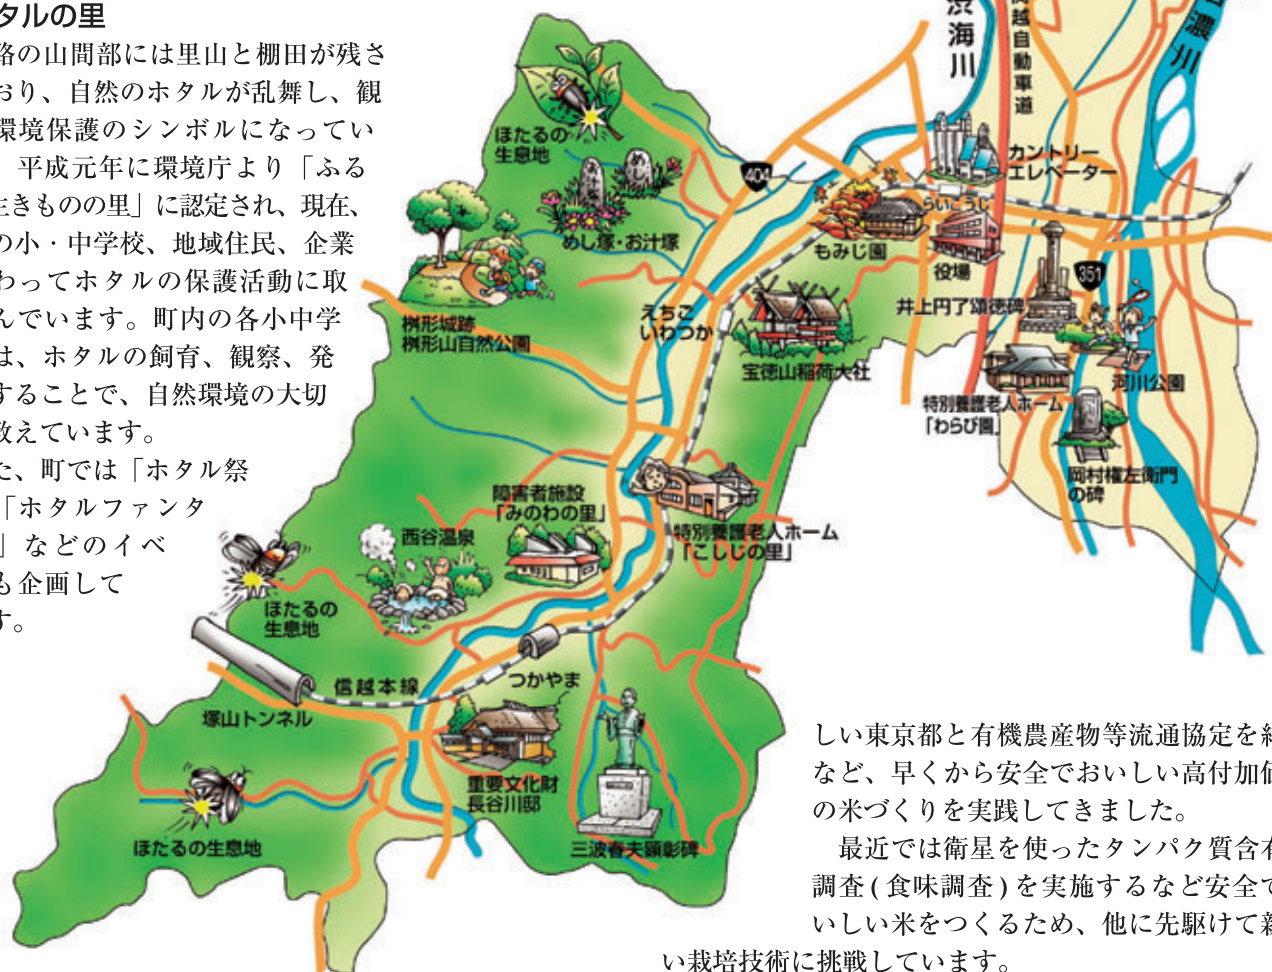 タルの里
路の山間部には里山と棚田が残さ
おり、自然のホタルが乱舞し、観
環境保護のシンボルになってい
平成元年に環境庁より「ふる
生きものの里」に認定され、現在、
の小・中学校、地域住民、企業
わってホタルの保護活動に取
んでいます。町内の各小中学
は、ホタルの飼育、観察、発
することで、自然環境の大切
教えています。
た、町では「ホタル祭
「ホタルファンタ
」などのイベ
も企画して
す。
渋海川
関越自動車道
濃川
ほたるの
生息地
めし
お汁塚
めし塚・お汁塚
404
カントリー
エレベーター
らいこうじ
もみじ園
役場
351
井上円了頌徳碑
桝形城跡
桝形山自然公園
えちご
いわつか
宝徳山稲荷大社
河川公園
特別養護老人ホーム
「わらび園」
岡村権左衛門
の碑
障害者施設
「みのわの里」
西谷温泉
特別養護老人ホーム
「こしじの里」
ほたるの
生息地
信越本線
つかやま
塚山トンネル
重要文化財
長谷川邸
ほたるの生息地
三波春夫顕彰碑
しい東京都と有機農産物等流通協定を結
など、早くから安全でおいしい高付加価
の米づくりを実践してきました。
最近では衛星を使ったタンパク質含有
調査(食味調査)を実施するなど安全で
いしい米をつくるため、他に先駆けて新
い栽培技術に挑戦しています。